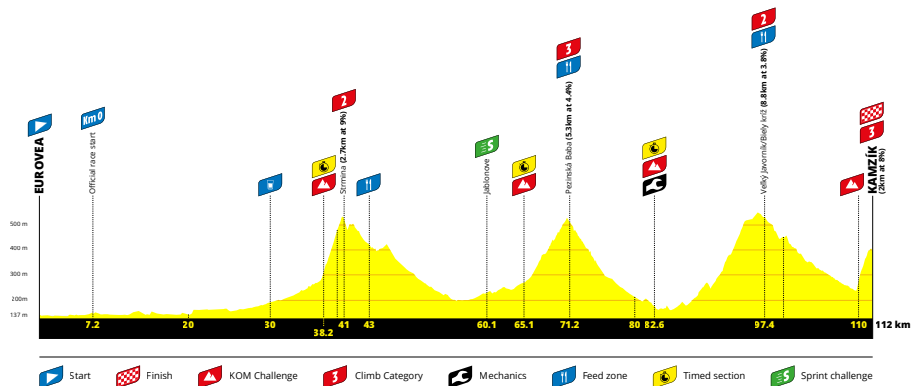 EUROVEA
Km 0
Official race start
2
Strmina (2.7km at 9%)
S
Jablonove
3
Pezinská Baba (5.3km at 4.4%)
2
Veľký Javorník/Biely kríž (8.8km at 3.8%)
3
KAMZÍK
(2km at 8%)
500 m
400 m
300 m
200m
137 m
7.2
20
30
38.2
41
43
60.1
65.1
71.2
80
82.6
97.4
110
112 km
Start
Finish
KOM Challenge
3
Climb Category
Mechanics
Feed zone
Timed section
S
Sprint challenge